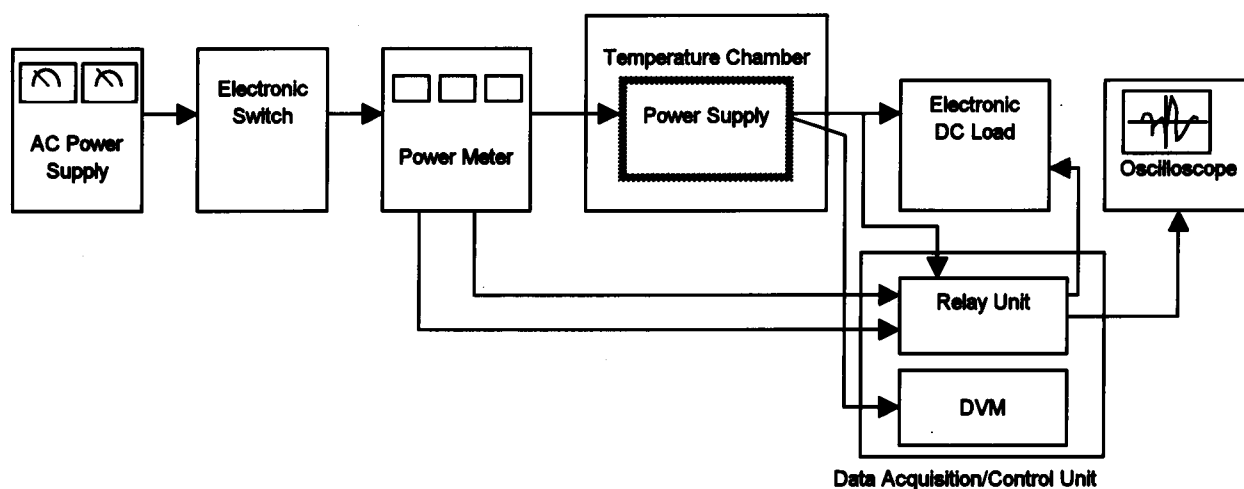 AC Power
Supply
Electronic
Switch
Power Meter
Temperature Chamber
Power Supply
Electronic
DC Load
Oscilloscope
Relay Unit
DVM
Data Acquisition/Control Unit